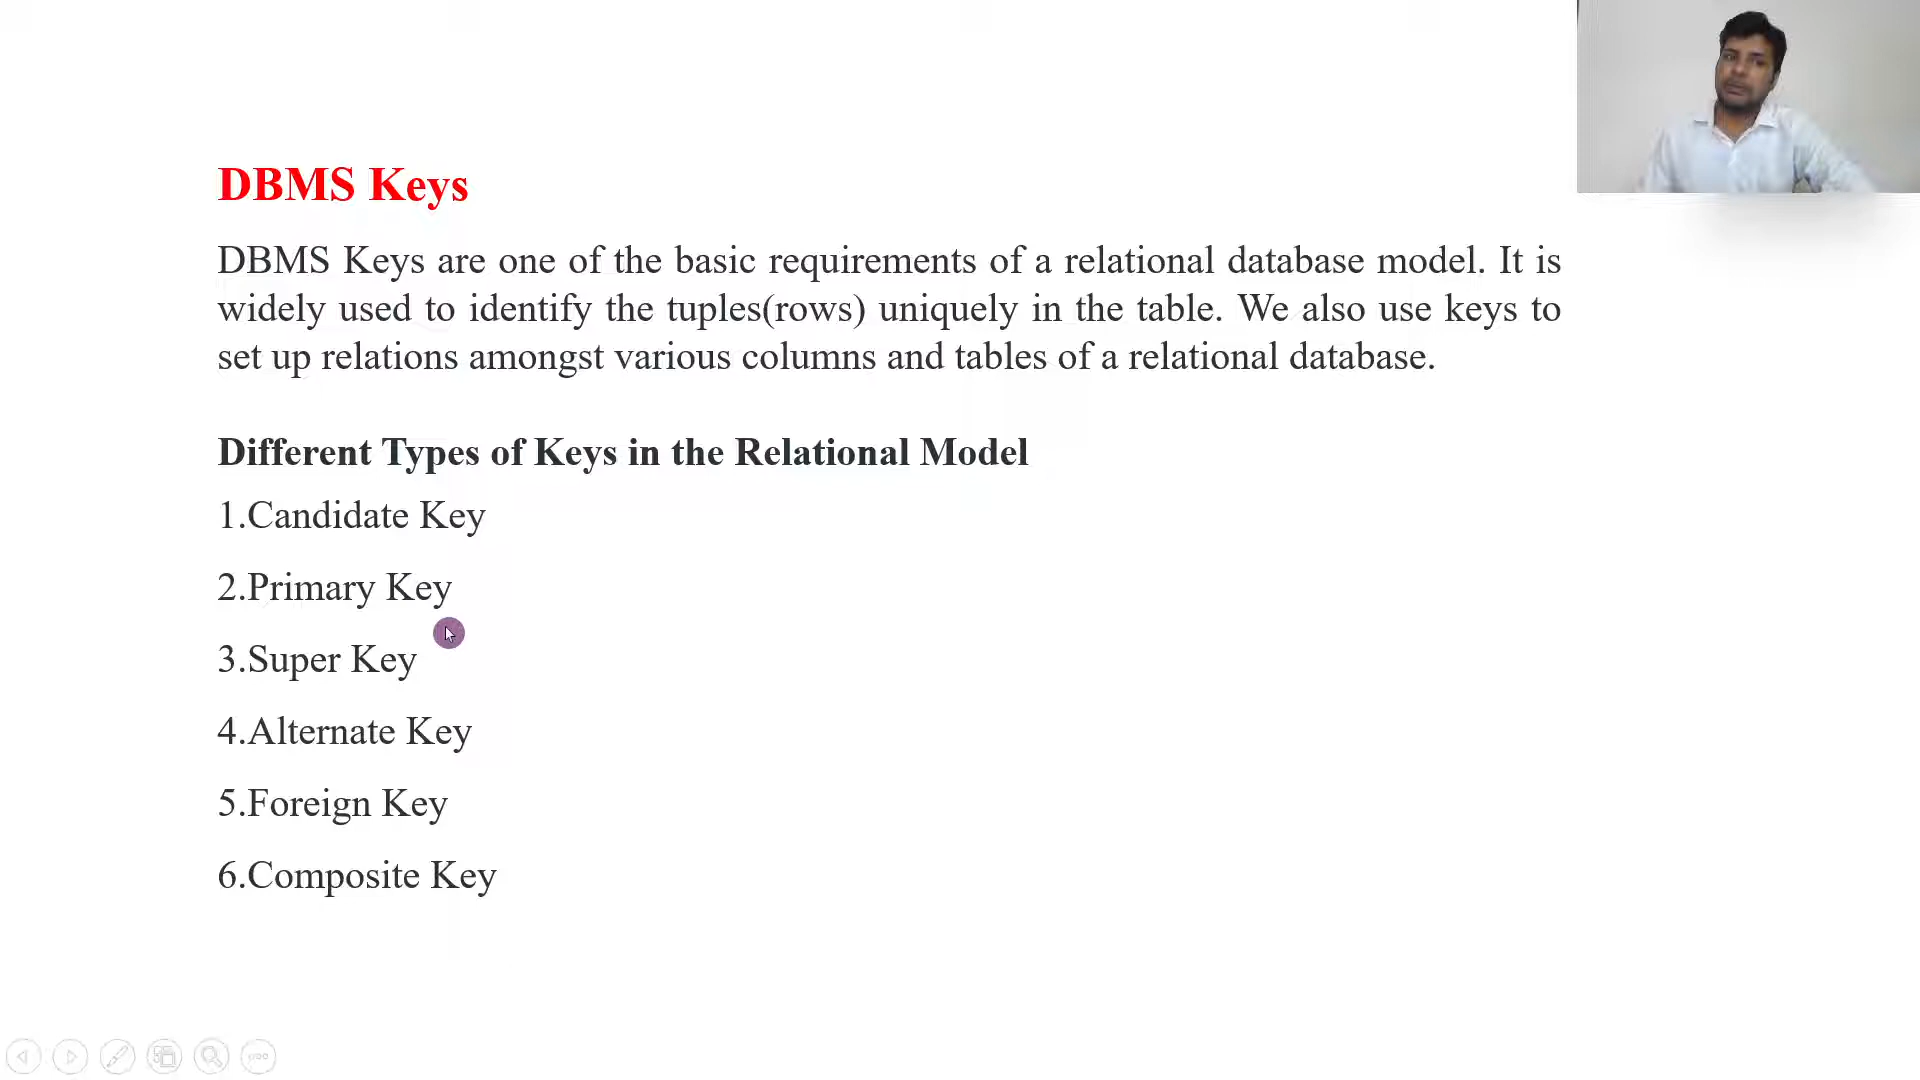 DBMS Keys
DBMS Keys are one of the basic requirements of a relational database model. It is
widely used to identify the tuples(rows) uniquely in the table. We also use keys to
set up relations amongst various columns and tables of a relational database.
Different Types of Keys in the Relational Model
1.Candidate Key
2.Primary Key
3.Super Key
4.Alternate Key
5.Foreign Key
6.Composite Key